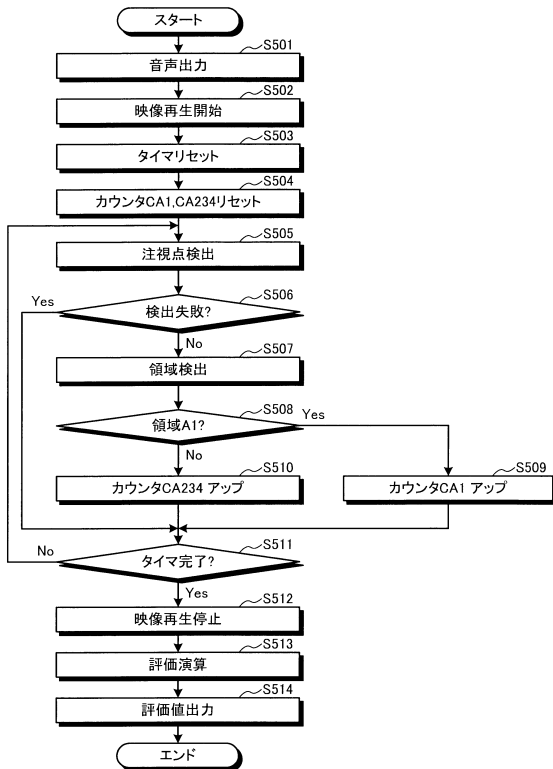 スタート
S501
音声出力
S502
映像再生開始
S503
タイマリセット
S504
カウンタCA1,CA234リセット
S505
注視点検出
S506
Yes
検出失敗?
No
S507
領域検出
S508
領域A1?
Yes
No
S510
カウンタCA234 アップ
S509
カウンタCA1 アップ
S511
No
タイマ完了?
Yes
S512
映像再生停止
S513
評価演算
S514
評価値出力
エンド